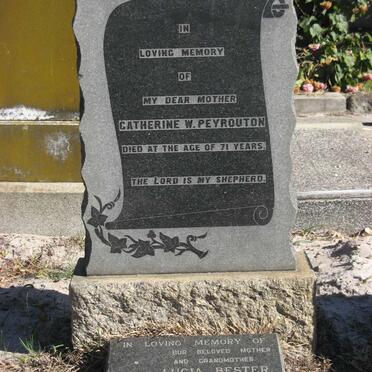 IN
LOVING MEMORY
OF
MY DEAR MOTHER
CATHERINE W. PEYROUTON
DIED AT THE AGE OF 71 YEARS.
THE LORD IS MY SHEPHERD.
IN LOVING MEMORY OF
OUR BELOVED MOTHER
AND GRANDMOTHER
LUCIA BESTER